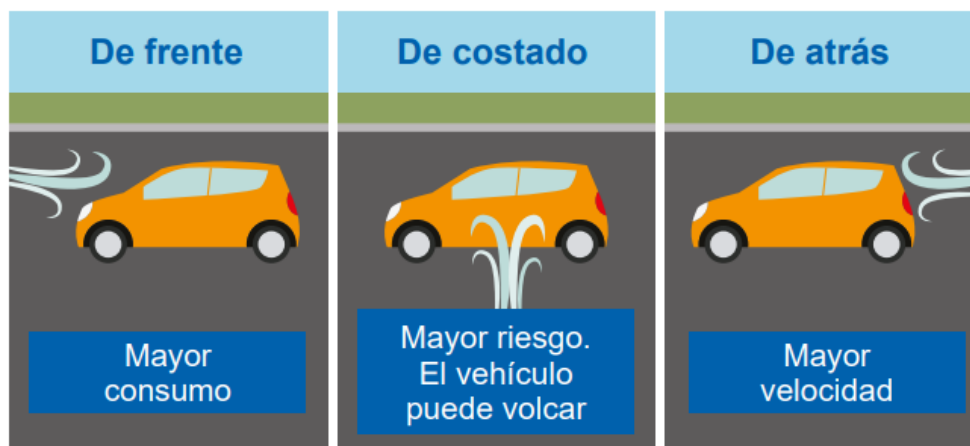 De frente
De costado
De atrás
Mayor
consumo
Mayor riesgo.
El vehículo
puede volcar
Mayor
velocidad